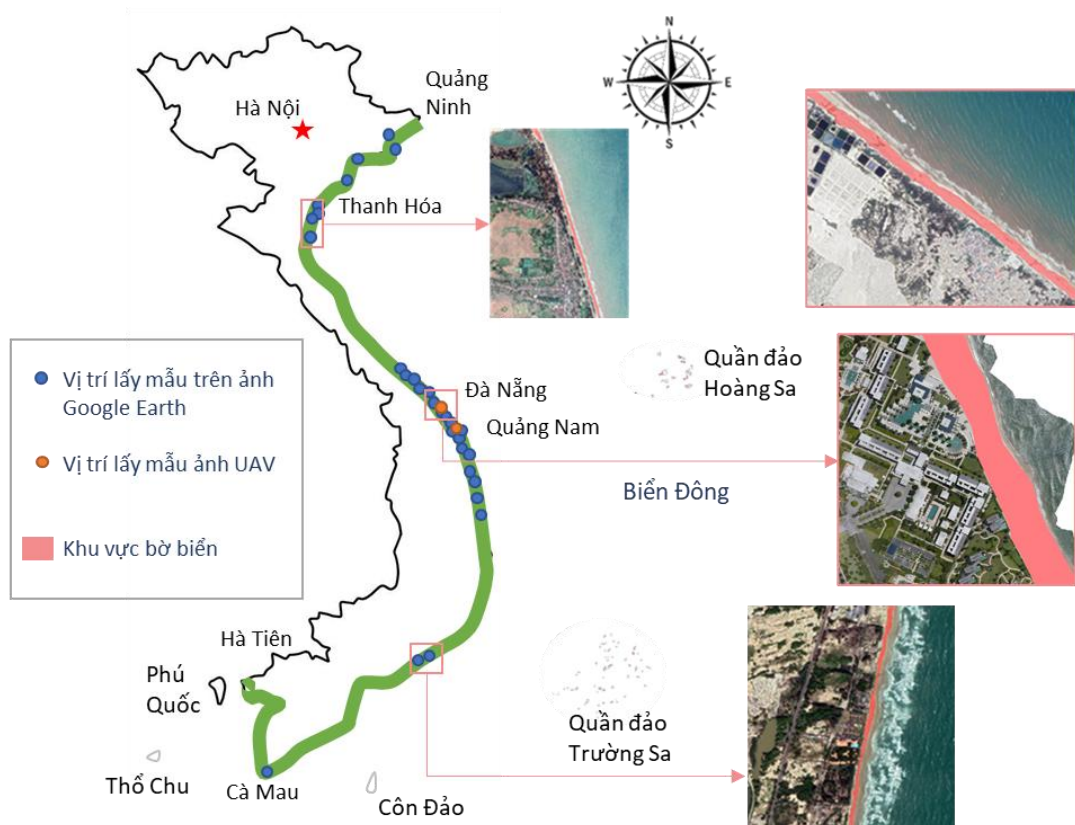 N
W
E
S
Quảng
Ninh
Hà Nội
Thanh Hóa
Quần đảo
Hoàng Sa
Đà Nẵng
Quảng Nam
Biển Đông
Vị trí lấy mẫu trên ảnh
Google Earth
Vị trí lấy mẫu ảnh UAV
Khu vực bờ biển
Hà Tiên
Phú
Quốc
Quần đảo
Trường Sa
Thổ Chu
Cà Mau
Côn Đảo